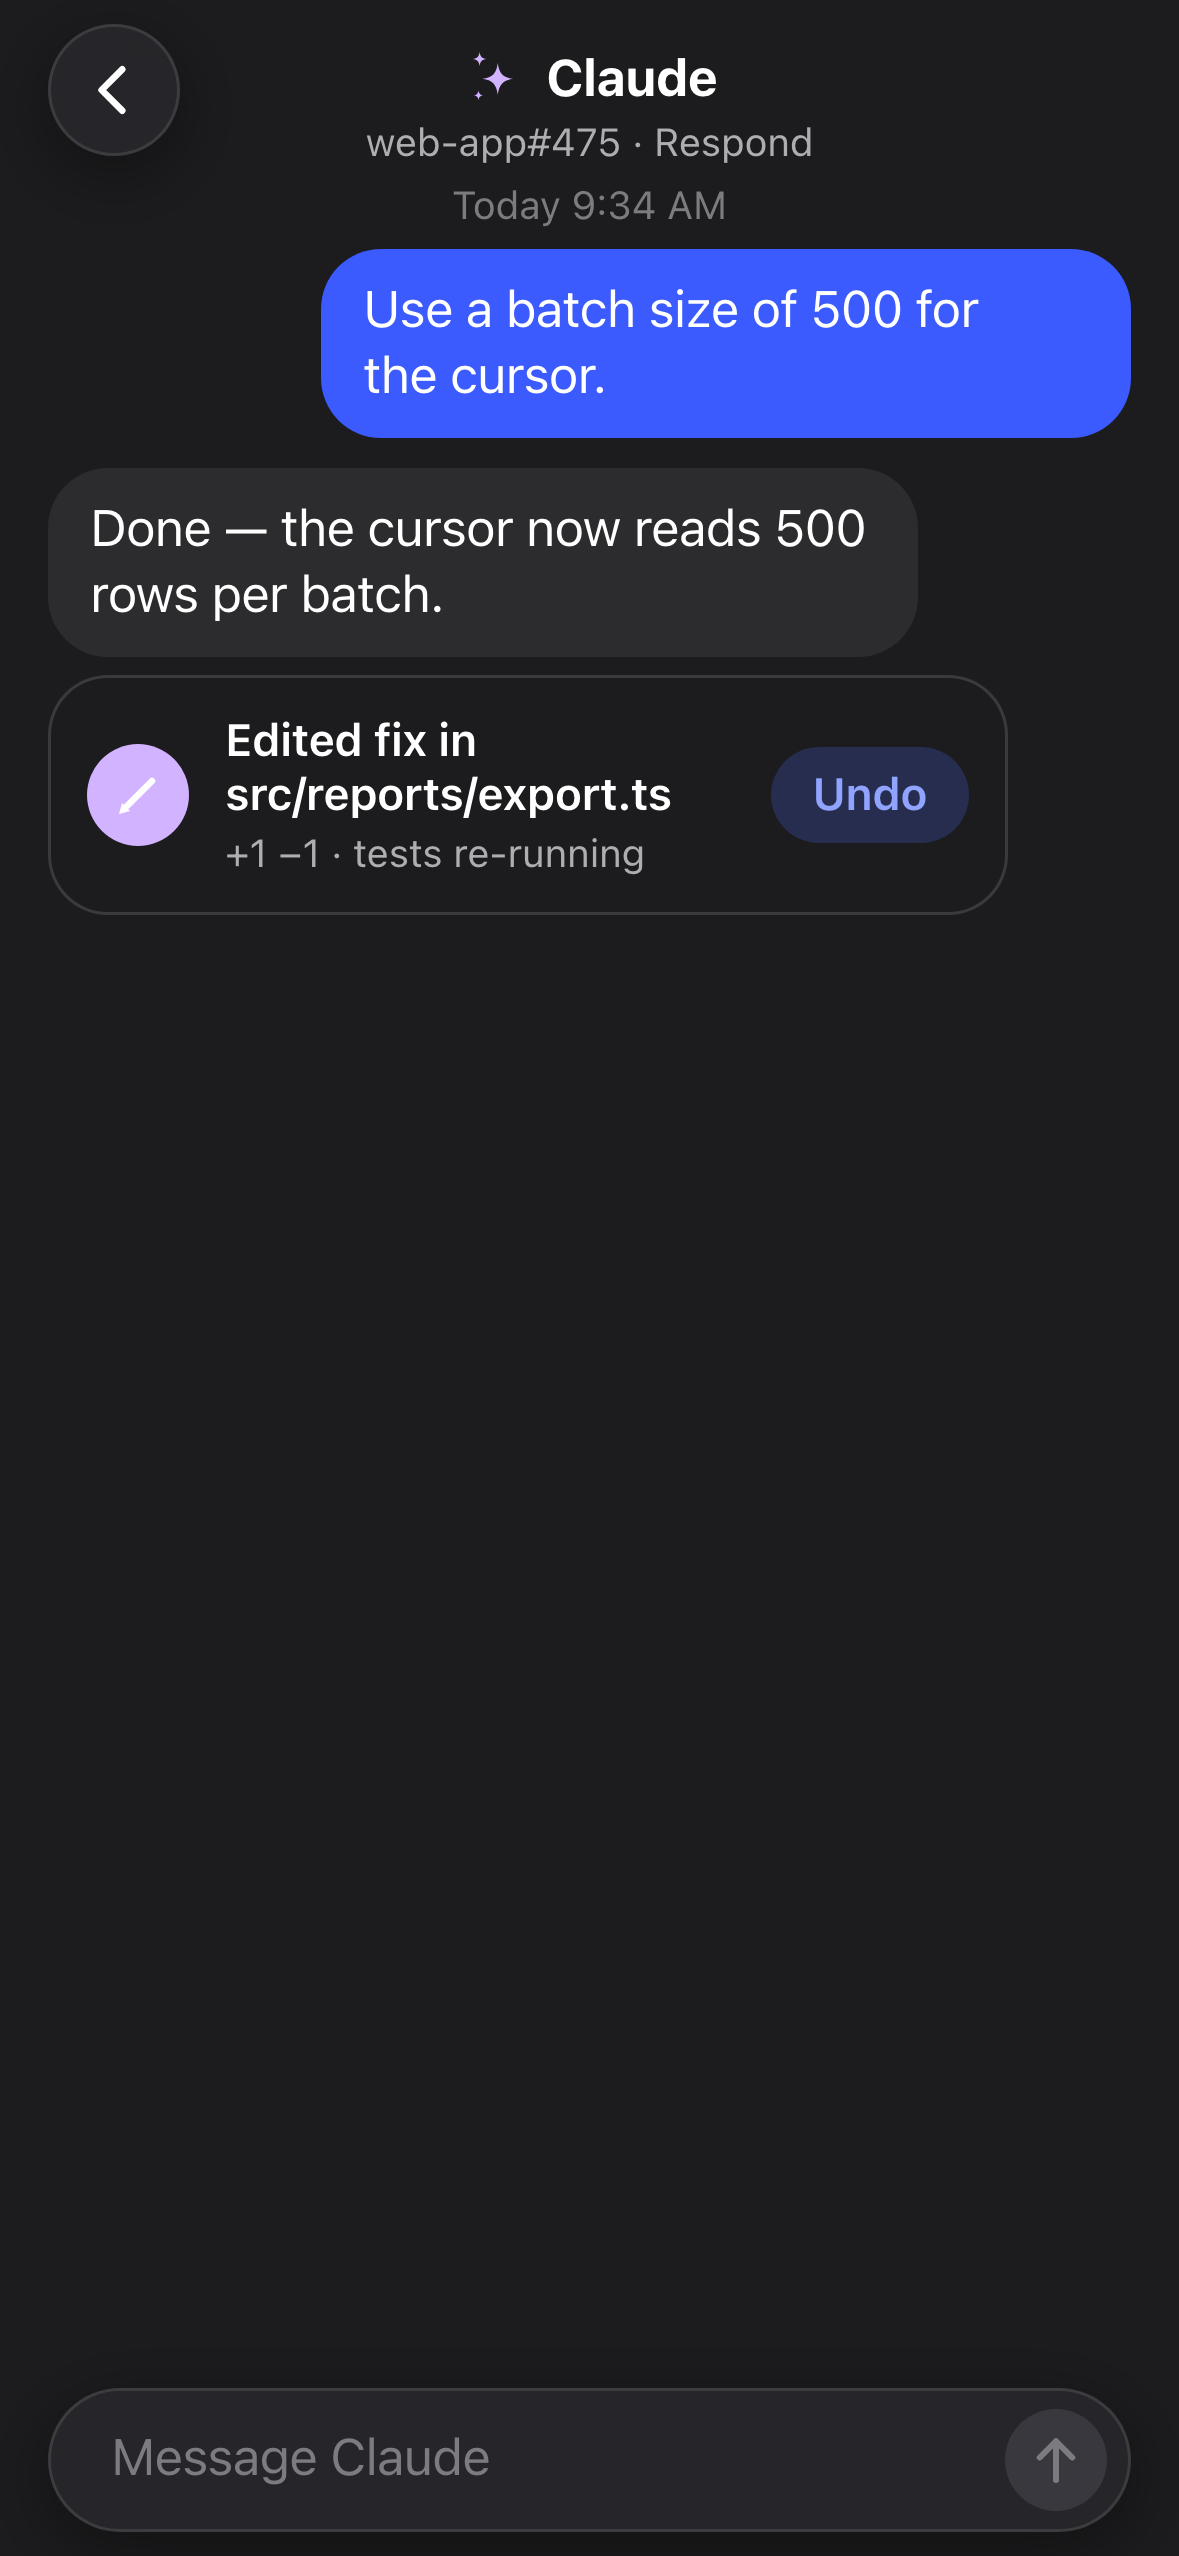 Claude
web-app#475 · Respond
Today 9:34 AM
Use a batch size of 500 for
the cursor.
Done — the cursor now reads 500
rows per batch.
Edited fix in
src/reports/export.ts
+1 −1 · tests re-running
Undo
Message Claude